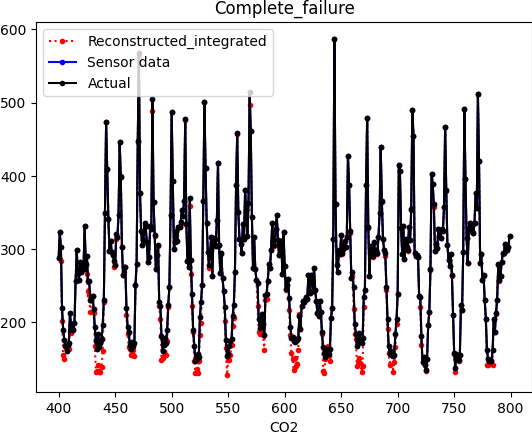 Complete_failure
Reconstructed_integrated
Sensor data
Actual
600
500
400
300
200
400 450 500 550 600 650 700 750 800
CO2